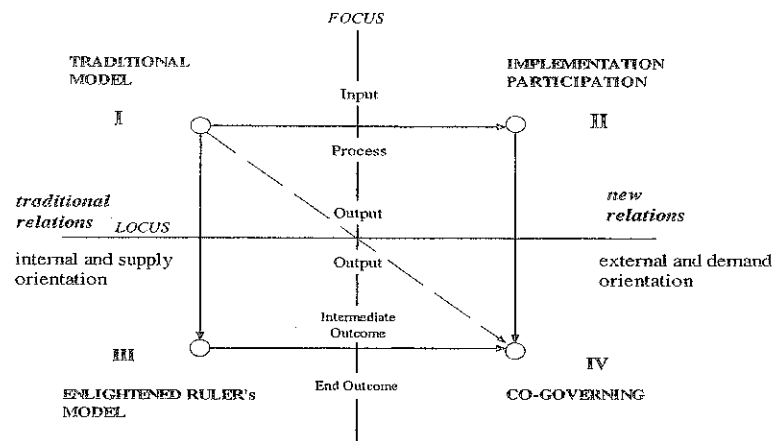 FOCUS
TRADITIONAL
MODEL
IMPLEMENTATION
PARTICIPATION
Input
I
II
Process
traditional
relations
LOCUS
Output
new
relations
internal and supply
orientation
Output
external and demand
orientation
Intermediate
Outcome
III
IV
ENLIGHTENED RULER's
MODEL
End Outcome
CO-GOVERNING